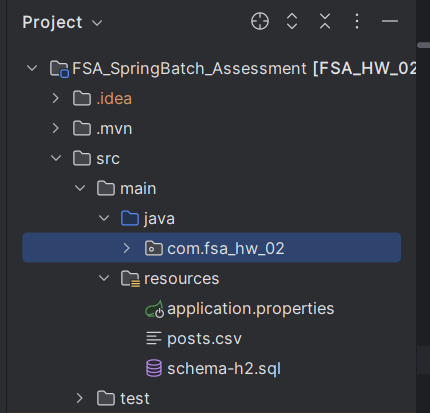 Project
FSA_SpringBatch_Assessment [FSA_HW_02
.idea
.mvn
src
main
java
com.fsa_hw_02
resources
application.properties
posts.csv
schema-h2.sql
test